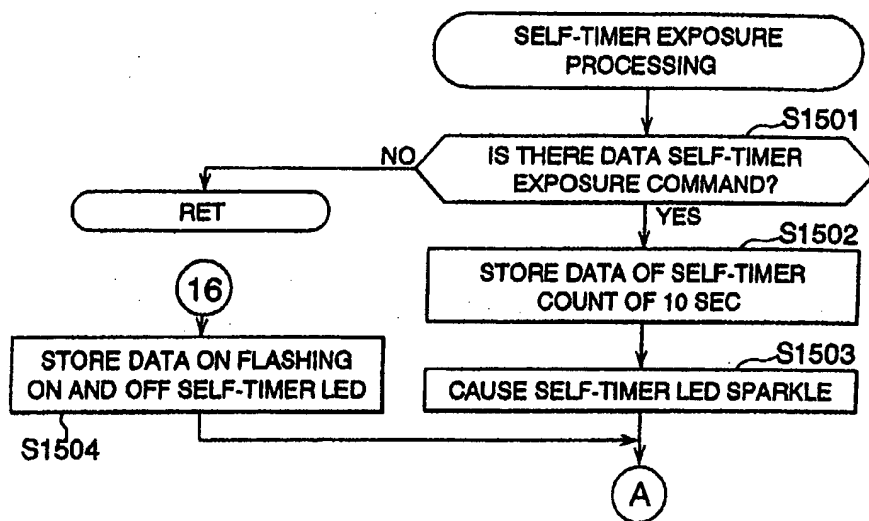 SELF-TIMER EXPOSURE
PROCESSING
S1501
NO
IS THERE DATA SELF-TIMER
EXPOSURE COMMAND?
RET
YES
S1502
STORE DATA OF SELF-TIMER
COUNT OF 10 SEC
16
STORE DATA ON FLASHING
ON AND OFF SELF-TIMER LED
S1503
CAUSE SELF-TIMER LED SPARKLE
S1504
A